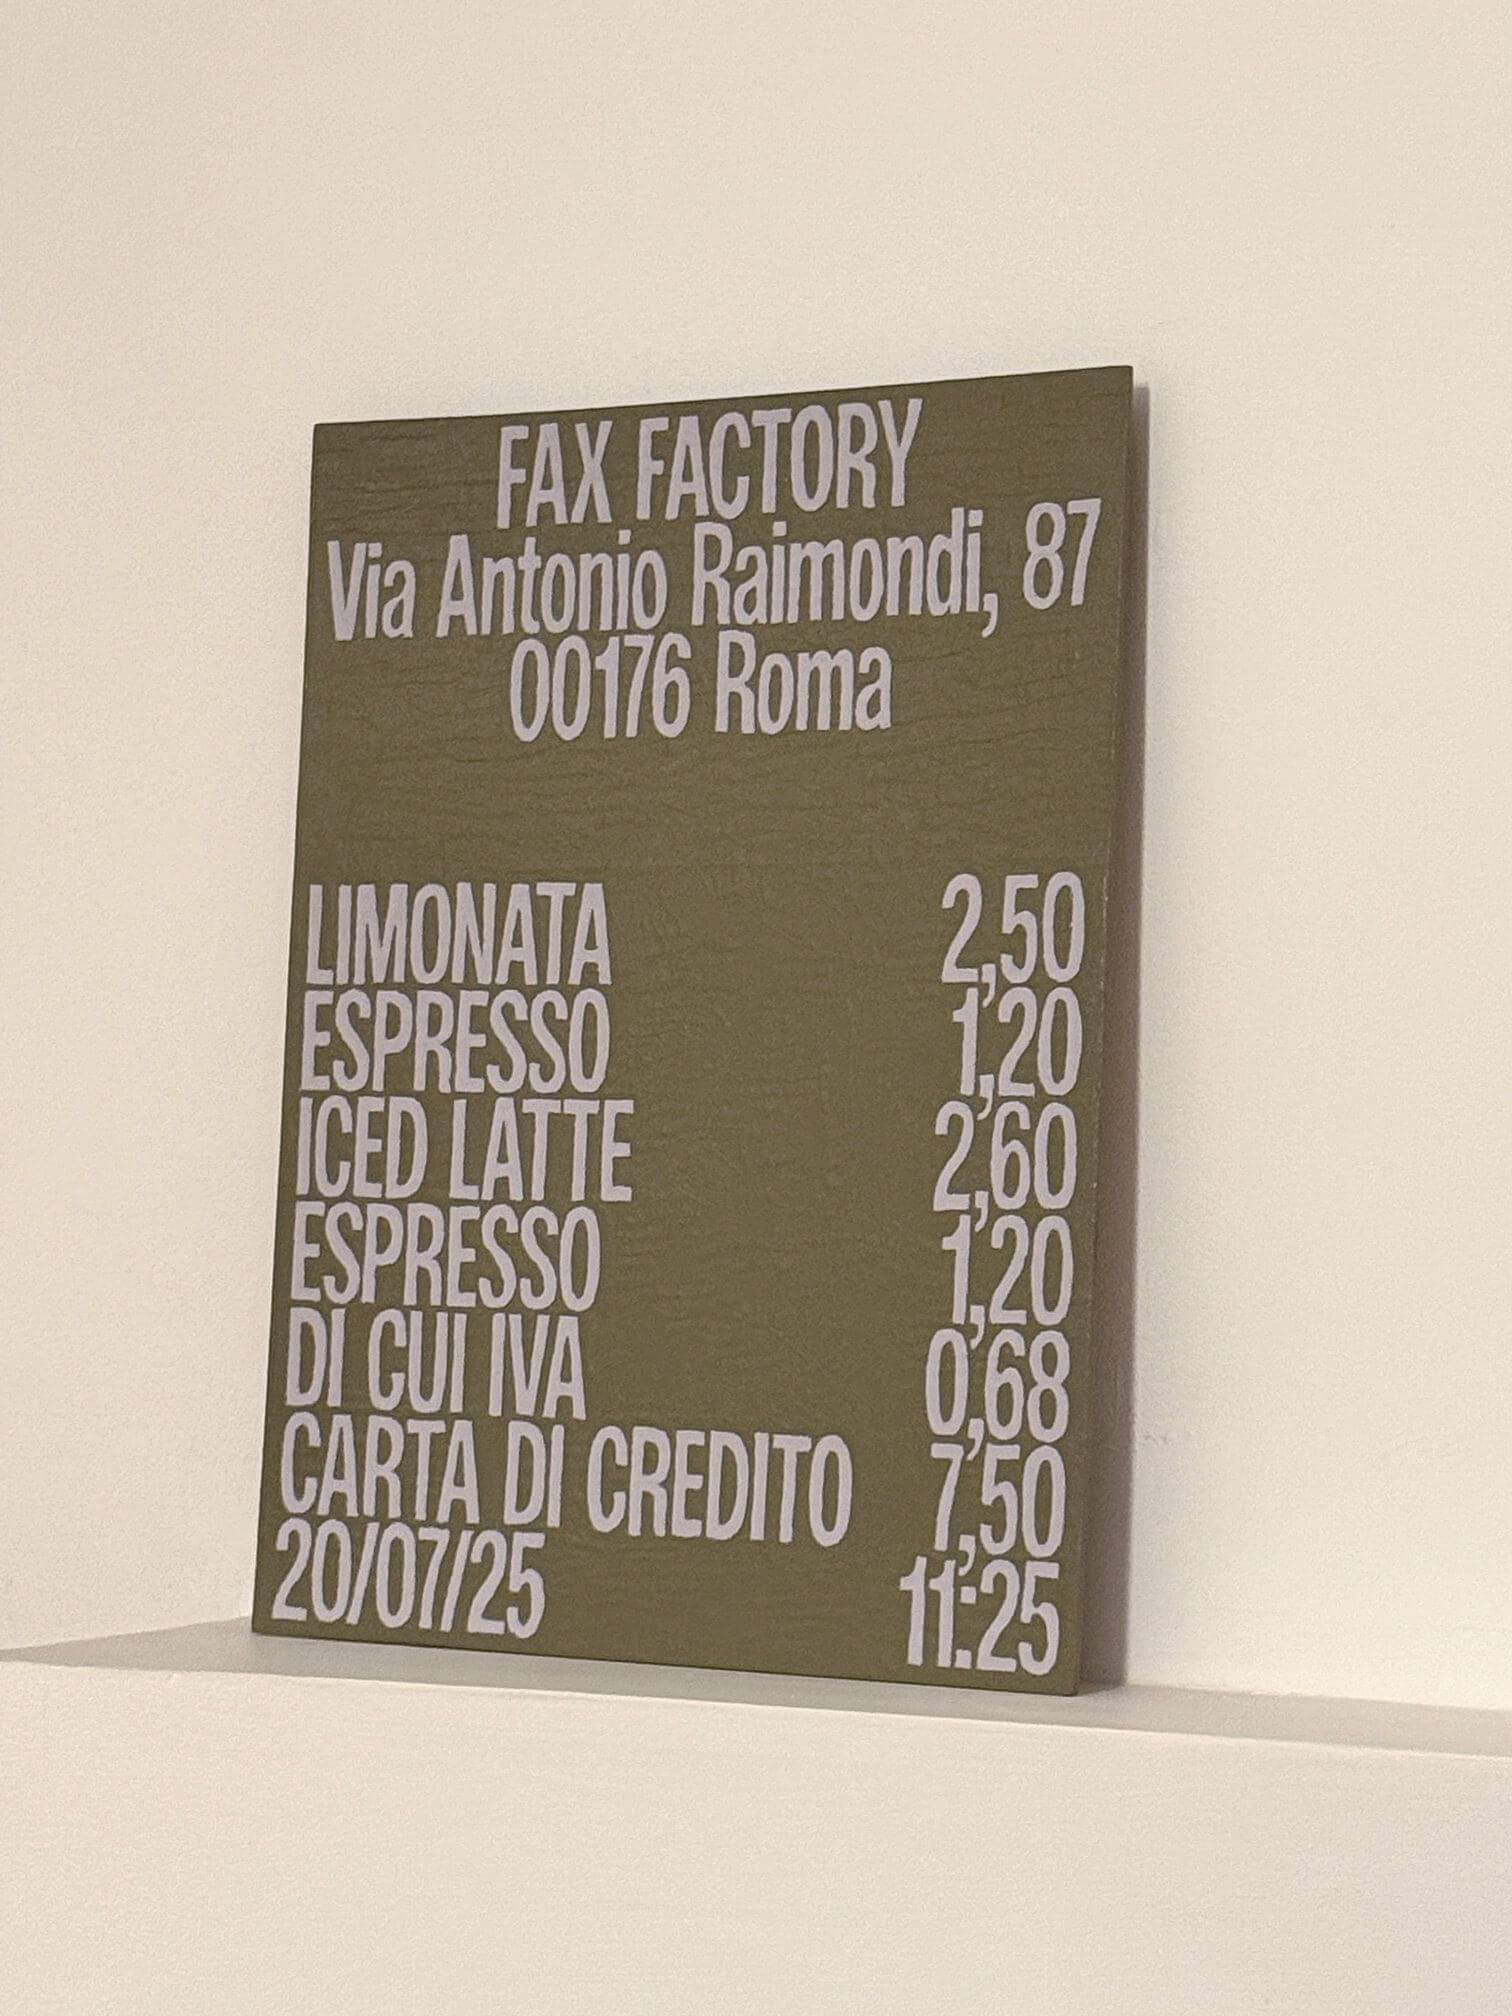 FAX FACTORY
Via Antonio Raimondi, 87
00176 Roma
LIMONATA 2,50
ESPRESSO 1,20
ICED LATTE 2,60
ESPRESSO 1,20
DI CUI IVA 0,68
CARTA DI CREDITO 7,50
20/07/25 11:25